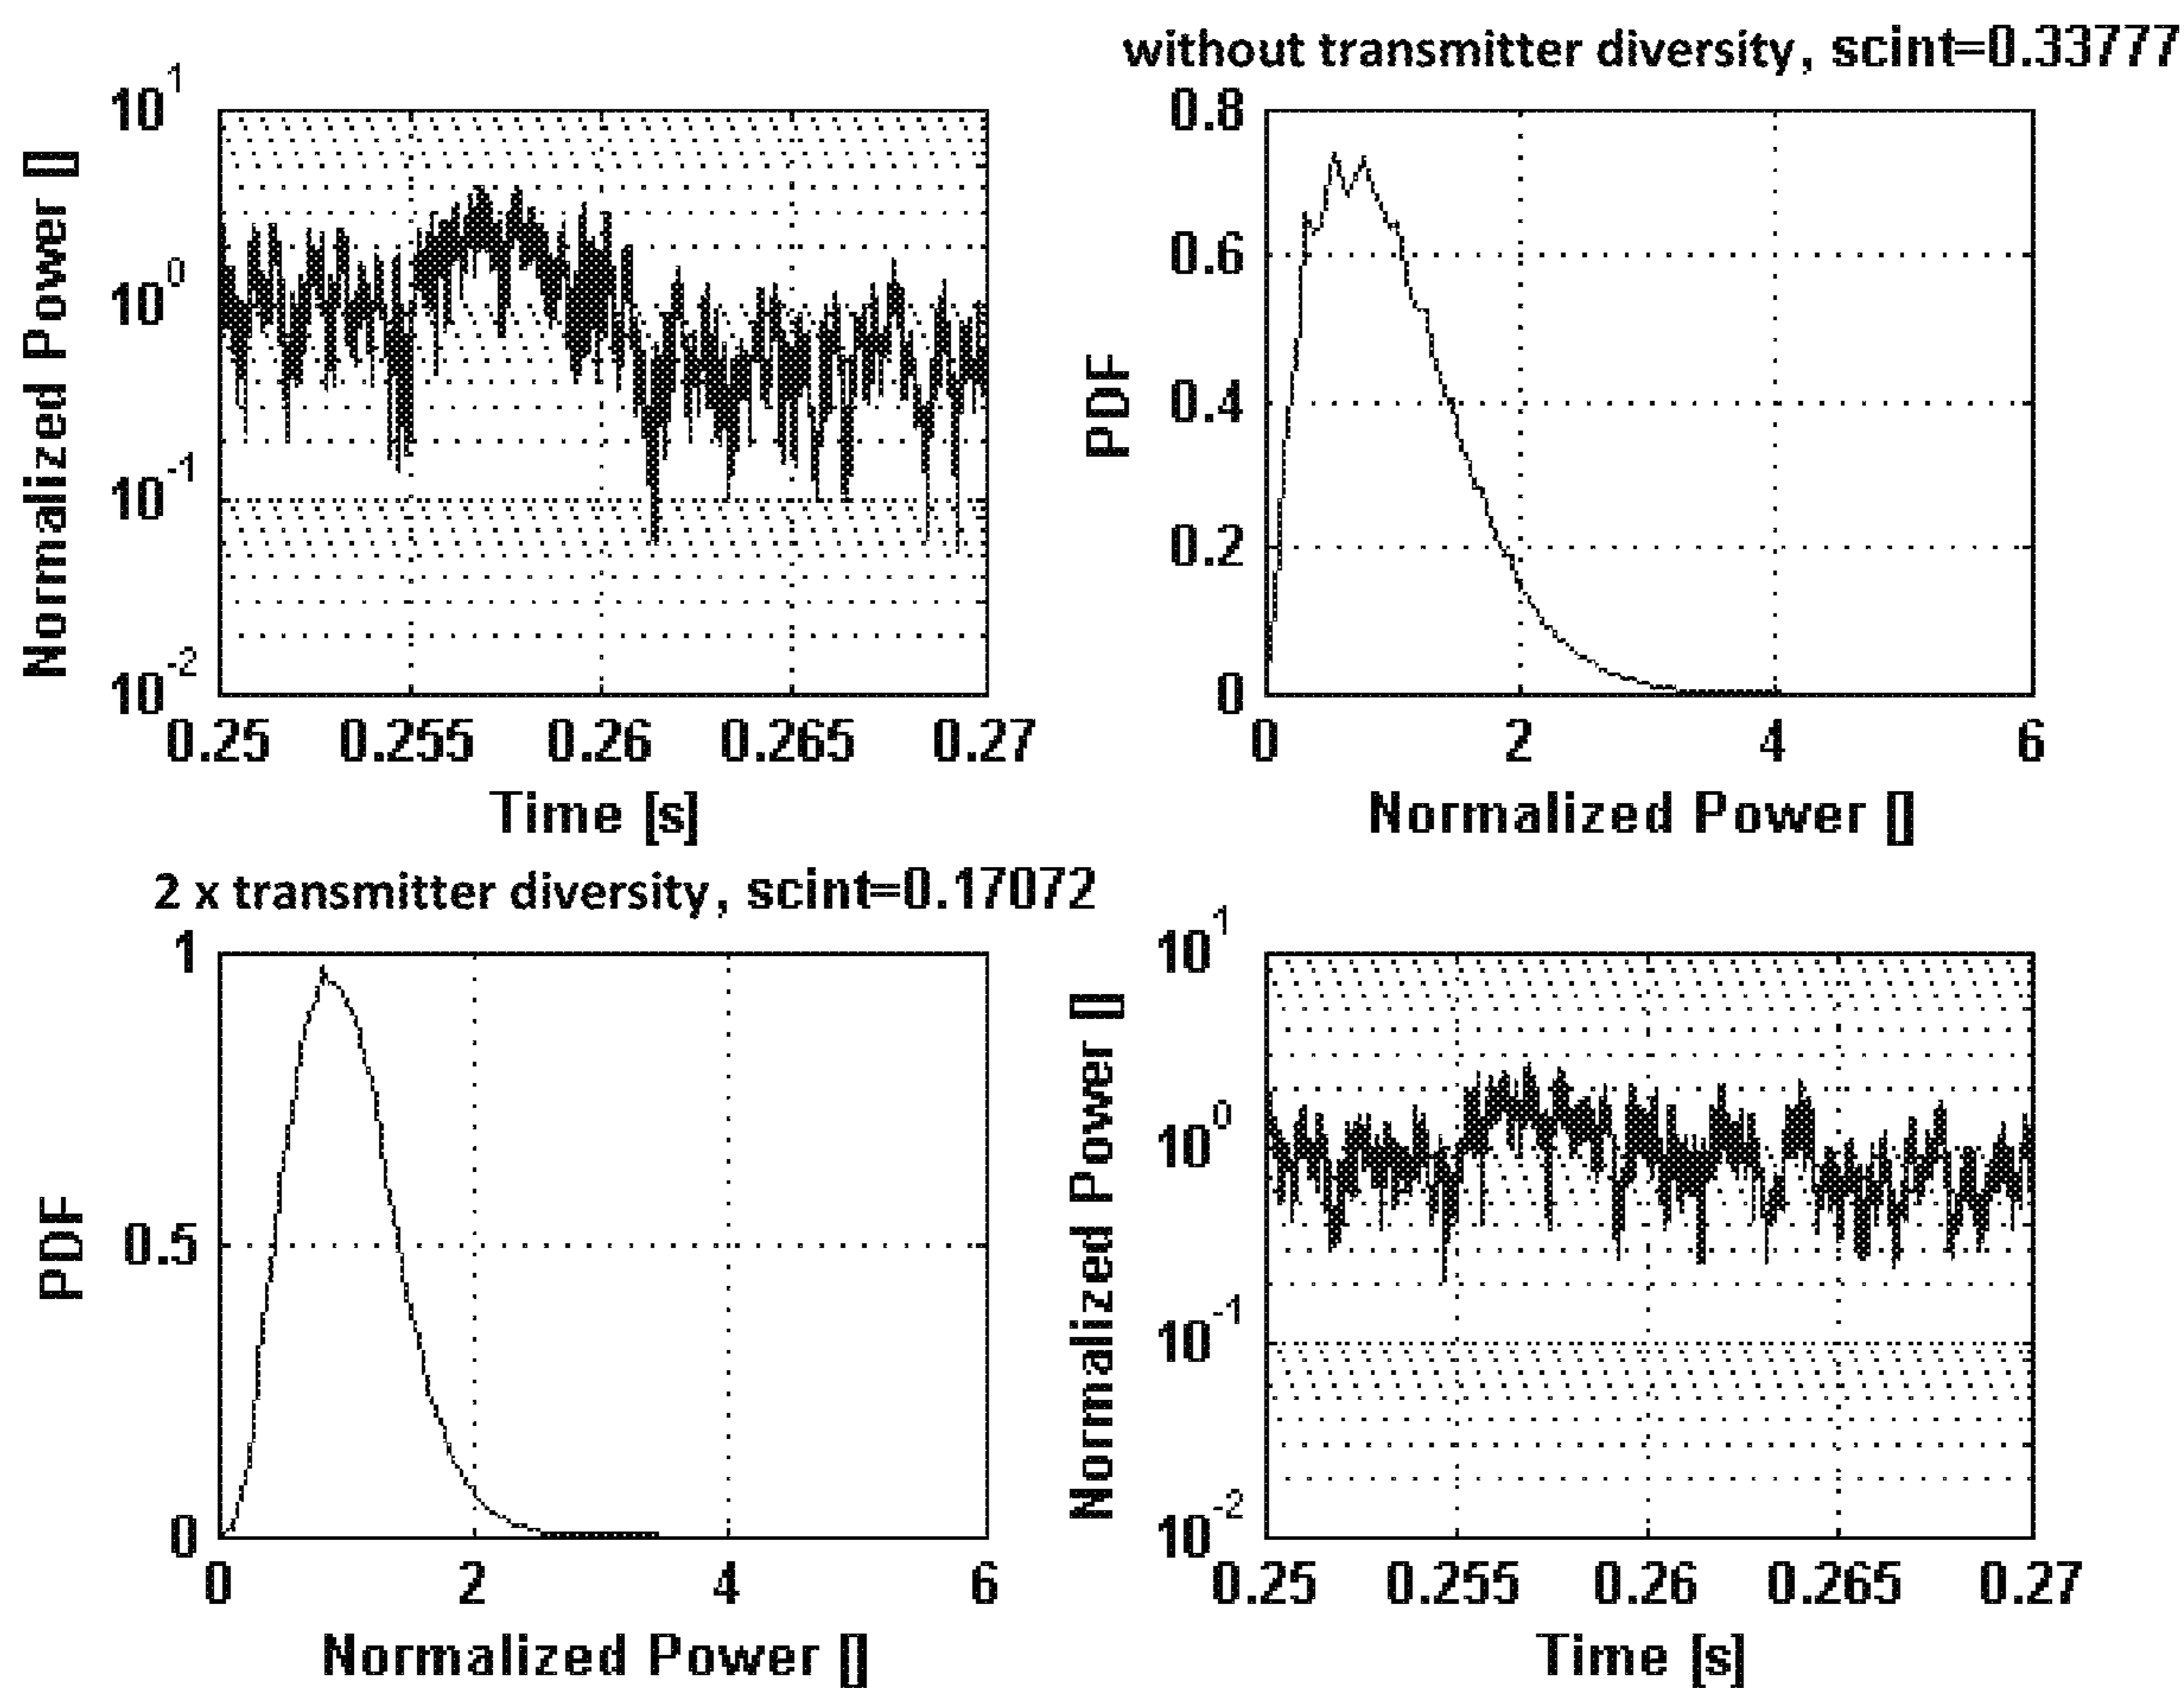 without transmitter diversity, scint=0.33777
10^1
10^0
10^-1
10^-2
Normalized Power []
0.25 0.255 0.26 0.265 0.27
Time [s]
0.8
0.6
0.4
0.2
0
PDF
0 2 4 6
Normalized Power []
2 x transmitter diversity, scint=0.17072
1
0.5
0
PDF
0 2 4 6
Normalized Power []
10^1
10^0
10^-1
10^-2
Normalized Power []
0.25 0.255 0.26 0.265 0.27
Time [s]